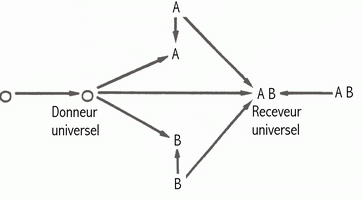 A
A
O O A B A B
Donneur
universel
Receveur
universel
B
B